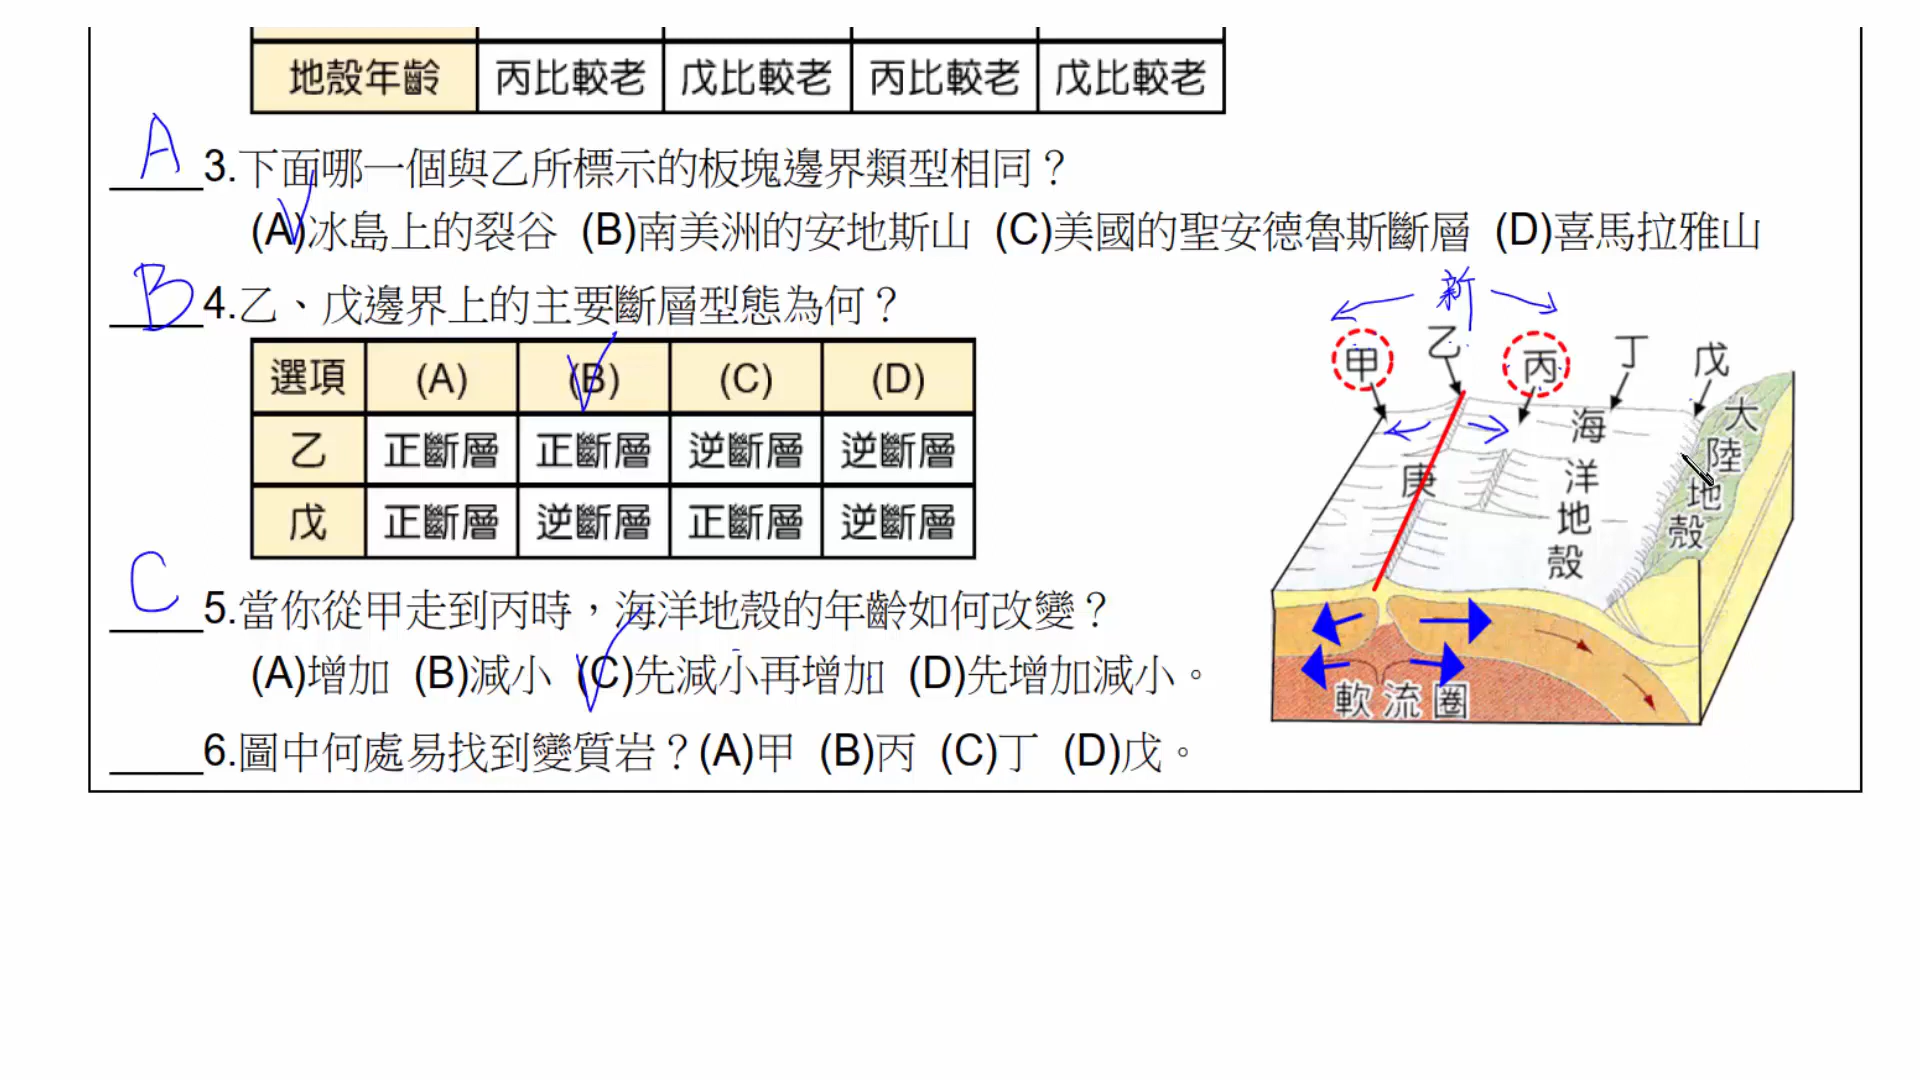 地殼年齡 丙比較老 戊比較老 丙比較老 戊比較老
A 3.下面哪一個與乙所標示的板塊邊界類型相同？
(A)冰島上的裂谷 (B)南美洲的安地斯山 (C)美國的聖安德魯斯斷層 (D)喜馬拉雅山
B 4.乙、戊邊界上的主要斷層型態為何？
選項 (A) (B) (C) (D)
乙 正斷層 正斷層 逆斷層 逆斷層
戊 正斷層 逆斷層 正斷層 逆斷層
C 5.當你從甲走到丙時，海洋地殼的年齡如何改變？
(A)增加 (B)減小 (C)先減小再增加 (D)先增加減小。
6.圖中何處易找到變質岩？(A)甲 (B)丙 (C)丁 (D)戊。
新
甲 乙 丙 丁 戊
庚
海洋地殼
大陸地殼
軟流圈